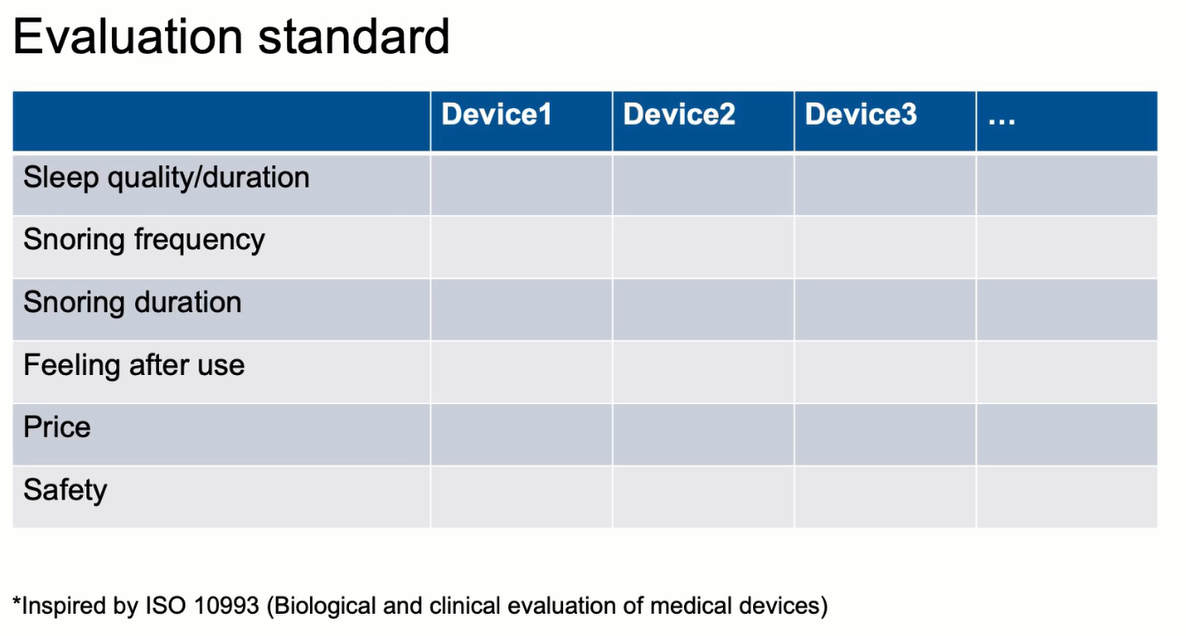 Evaluation standard
Device1 Device2 Device3 ...
Sleep quality/duration
Snoring frequency
Snoring duration
Feeling after use
Price
Safety
*Inspired by ISO 10993 (Biological and clinical evaluation of medical devices)